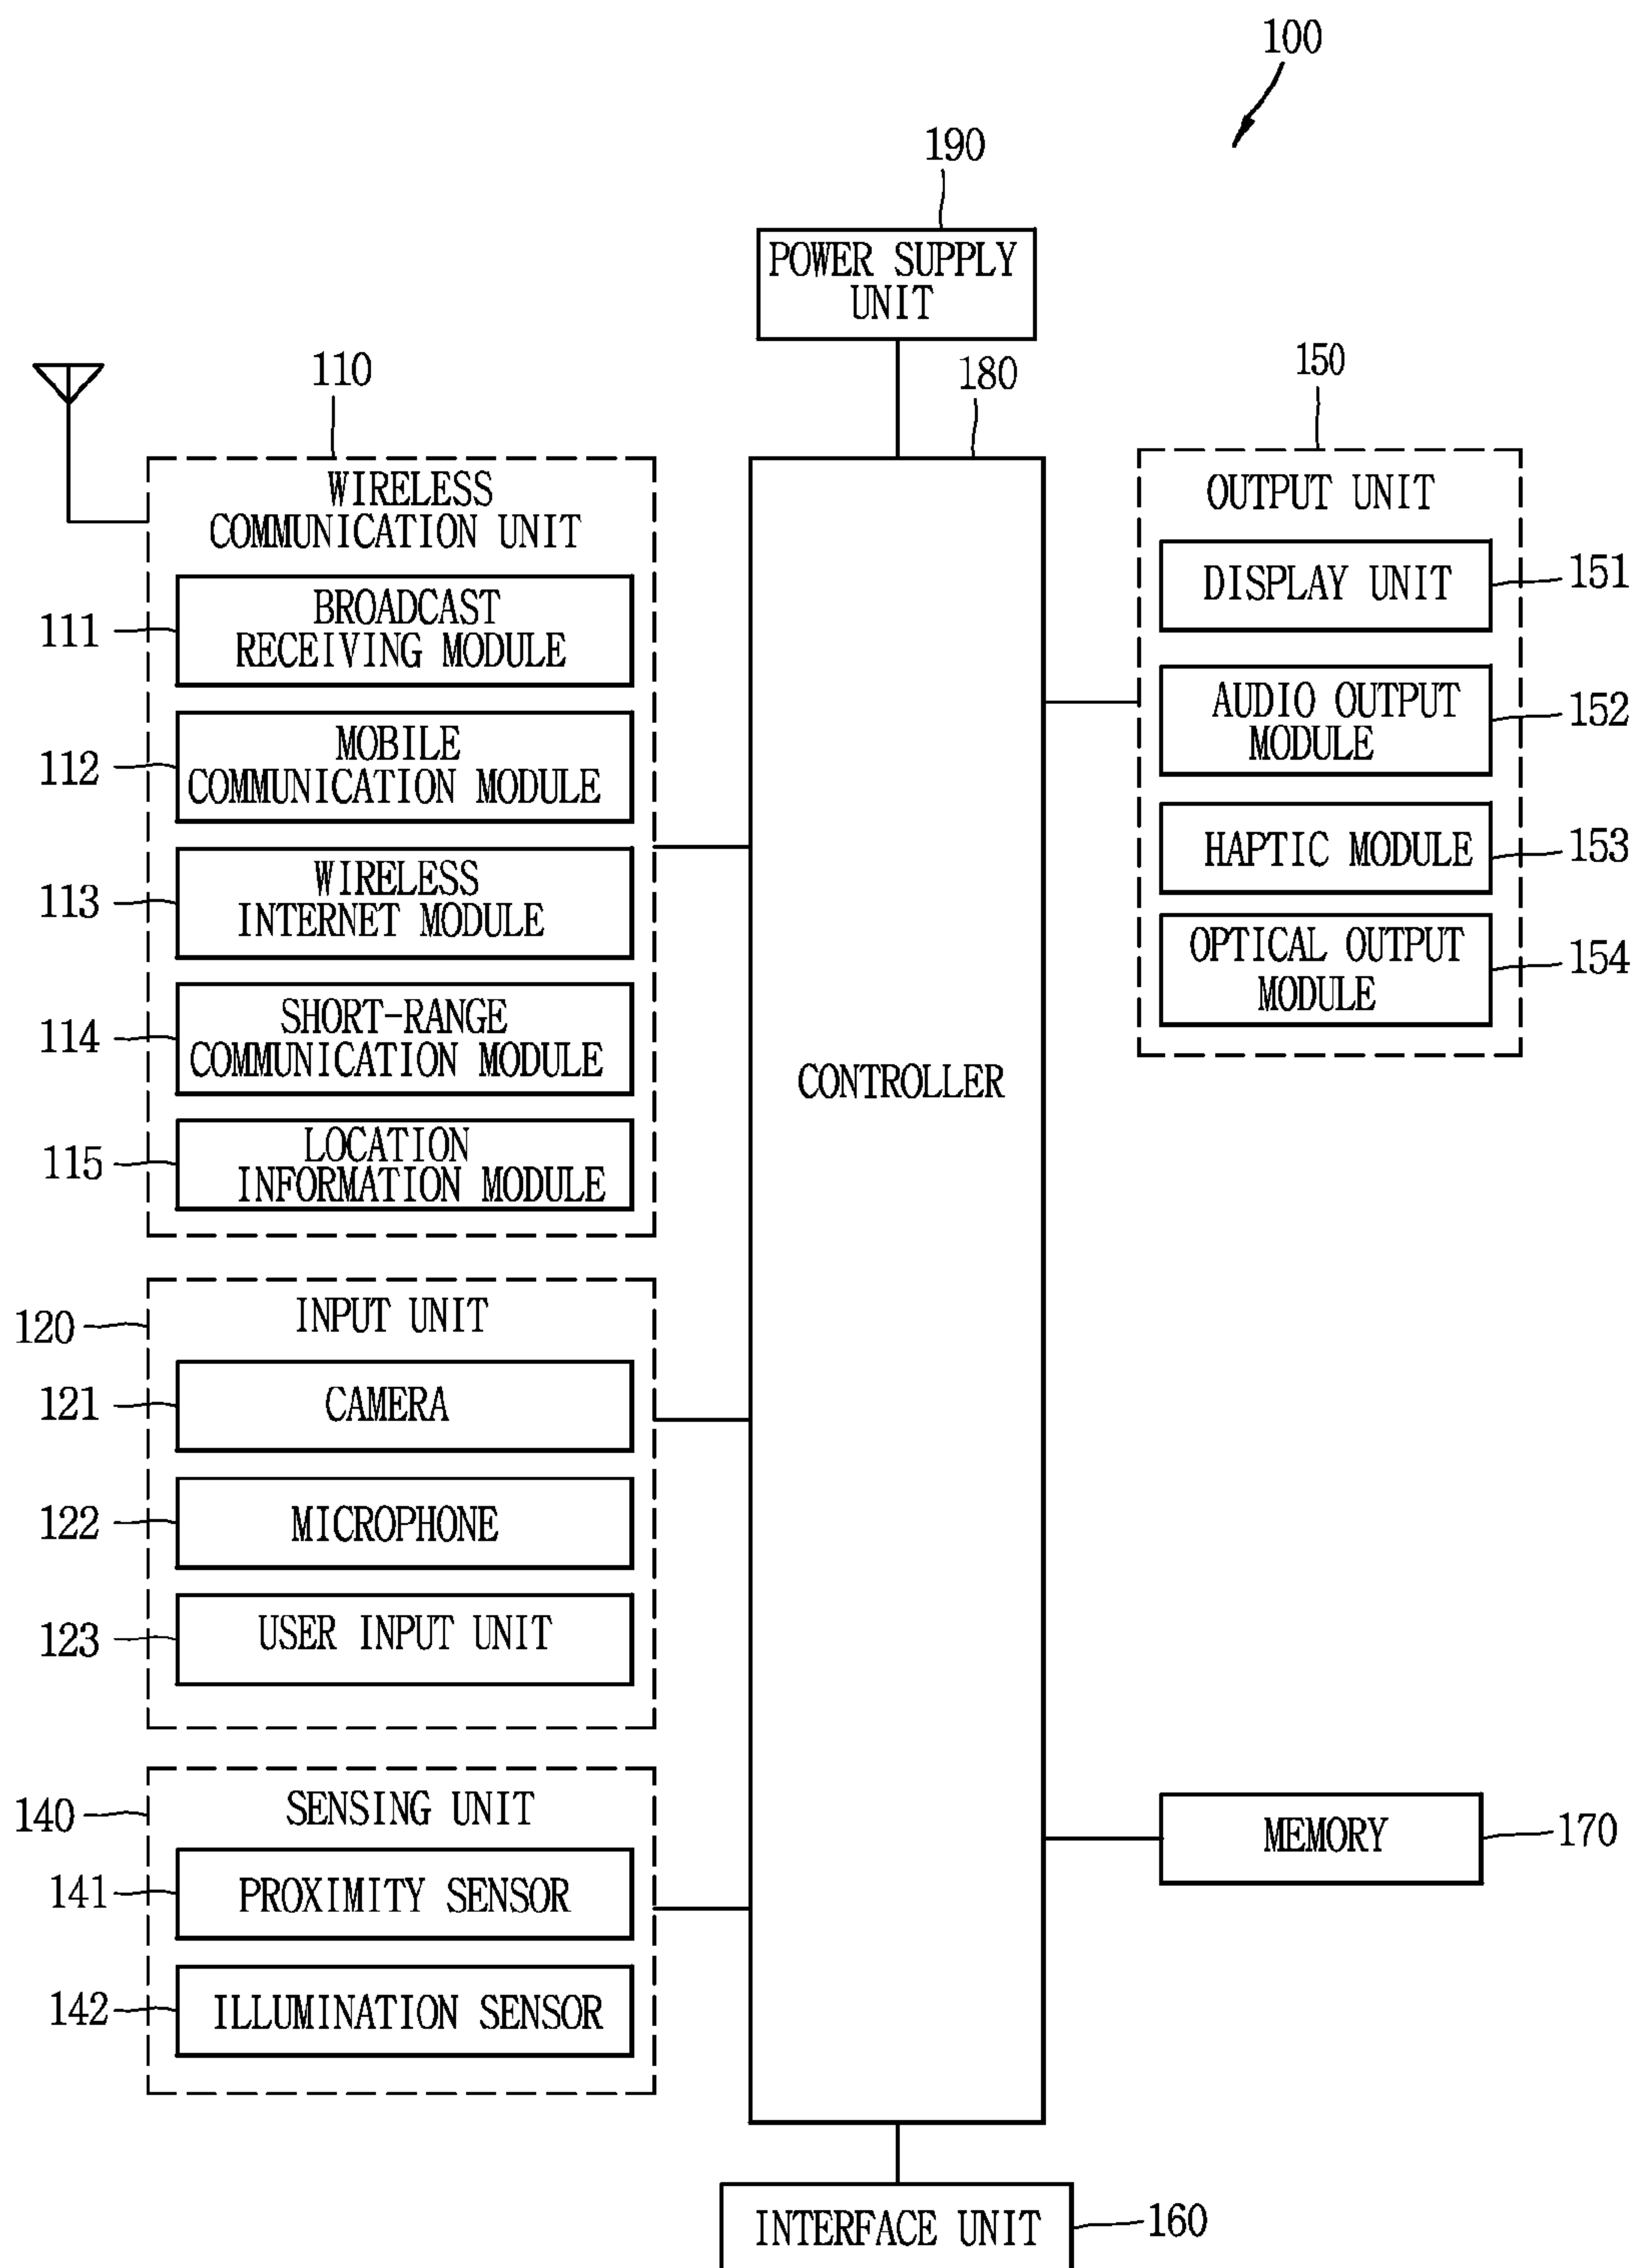 100
190
POWER SUPPLY
UNIT
110
180
150
WIRELESS
COMMUNICATION UNIT
111
BROADCAST
RECEIVING MODULE
112
MOBILE
COMMUNICATION MODULE
113
WIRELESS
INTERNET MODULE
114
SHORT-RANGE
COMMUNICATION MODULE
115
LOCATION
INFORMATION MODULE
120
INPUT UNIT
121
CAMERA
122
MICROPHONE
123
USER INPUT UNIT
140
SENSING UNIT
141
PROXIMITY SENSOR
142
ILLUMINATION SENSOR
CONTROLLER
OUTPUT UNIT
DISPLAY UNIT
151
AUDIO OUTPUT
MODULE
152
HAPTIC MODULE
153
OPTICAL OUTPUT
MODULE
154
MEMORY
170
INTERFACE UNIT
160